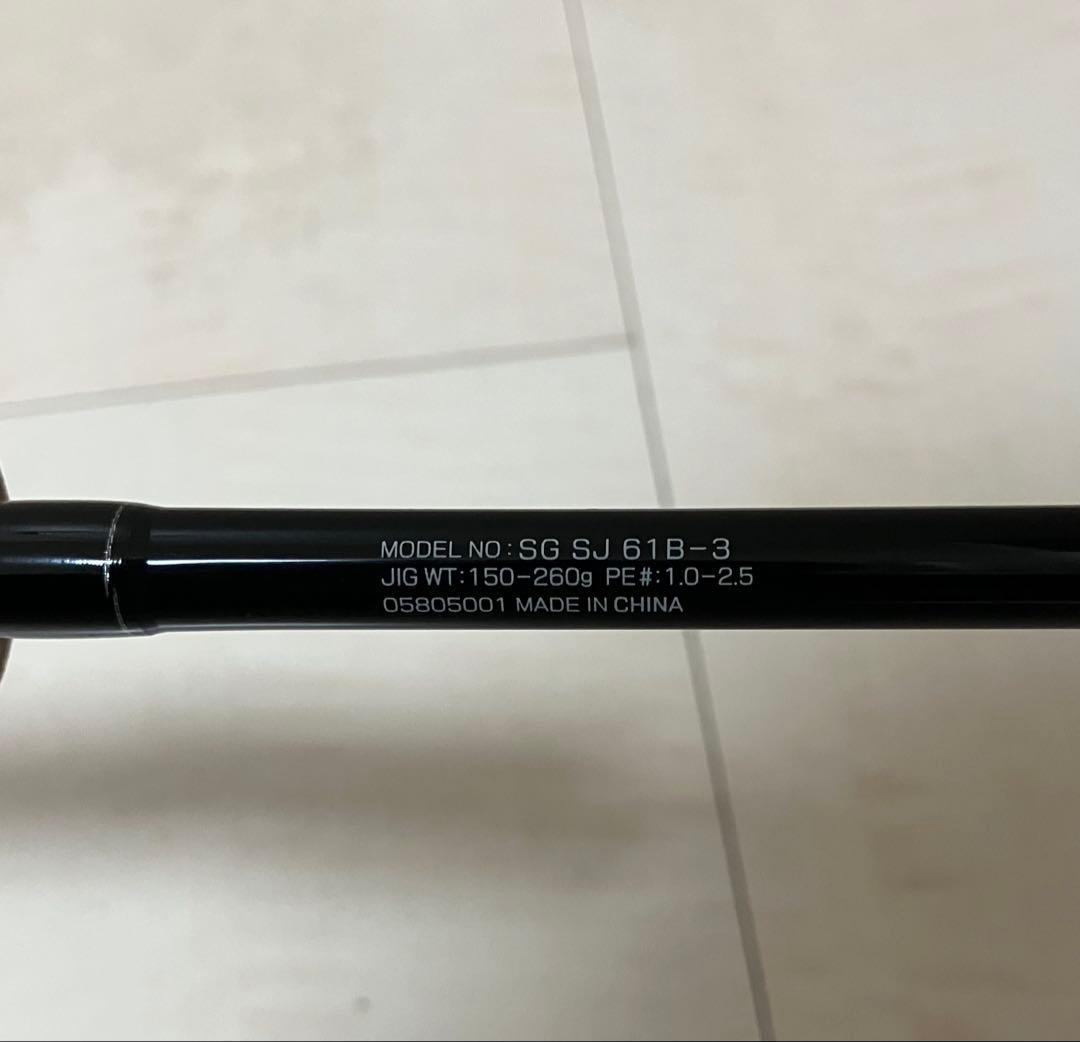 MODEL NO:SG SJ 61B-3
JIG WT:150-260g PE#:1.0-2.5
05805001 MADE IN CHINA